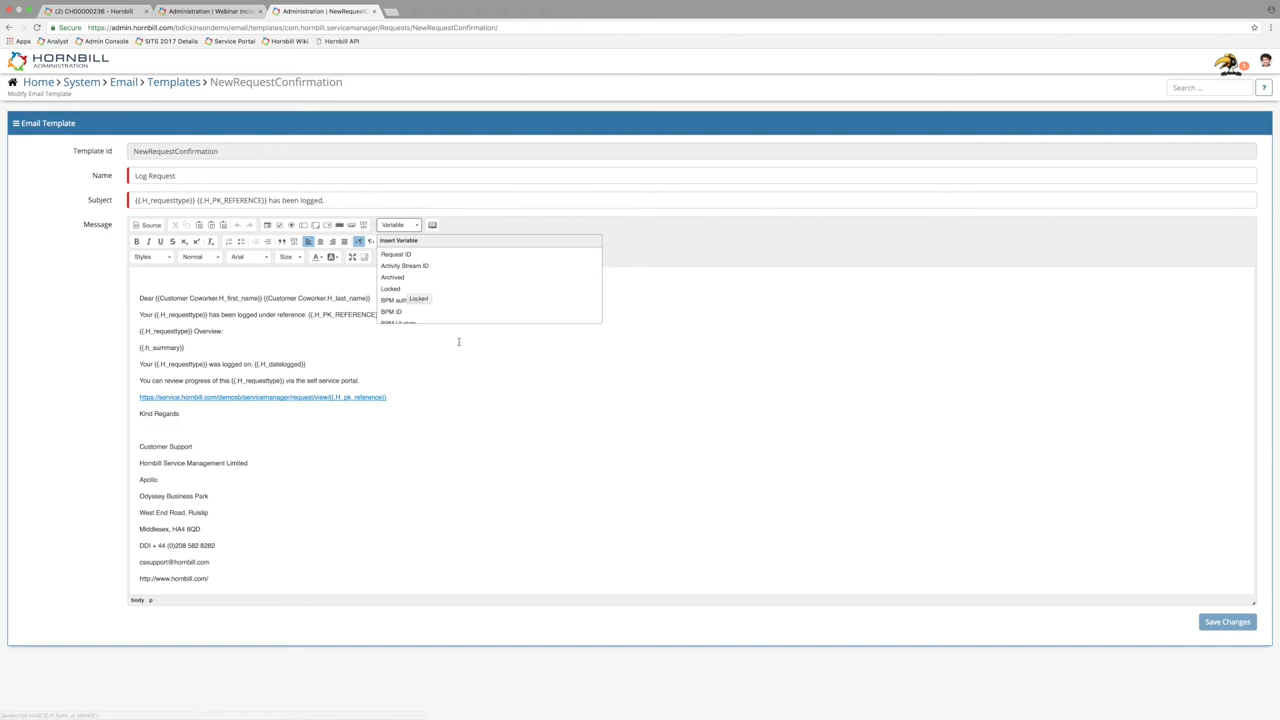 (2) CH00000236 - Hornbill
Administration | Webinar Incid
Administration | NewRequestC
Secure
https://admin.hornbill.com/bdickinsondemo/email/templates/com.hornbill.servicemanager/Requests/NewRequestConfirmation/
Apps Analyst Admin Console SITS 2017 Details Service Portal Hornbill Wiki Hornbill API
HORNBILL
ADMINISTRATION
1
Home > System > Email > Templates > NewRequestConfirmation
Modify Email Template
Search ... ?
Email Template
Template Id NewRequestConfirmation
Name Log Request
Subject {{.H_requesttype}} {{.H_PK_REFERENCE}} has been logged.
Message Source Variable
Insert Variable
Styles Normal Arial Size
Request ID
Activity Stream ID
Archived
Locked
BPM auth Locked
BPM ID
BPM UI state
Dear {{Customer Coworker.H_first_name}} {{Customer Coworker.H_last_name}}
Your {{.H_requesttype}} has been logged under reference: {{.H_PK_REFERENCE}
{{.H_requesttype}} Overview:
{{.h_summary}}
Your {{.H_requesttype}} was logged on: {{.H_datelogged}}
You can review progress of this {{.H_requesttype}} via the self service portal.
https://service.hornbill.com/demosb/servicemanager/request/view/{{.H_pk_reference}}
Kind Regards
Customer Support
Hornbill Service Management Limited
Apollo
Odyssey Business Park
West End Road, Ruislip
Middlesex, HA4 6QD
DDI + 44 (0)208 582 8282
cssupport@hornbill.com
http://www.hornbill.com/
body p
Save Changes